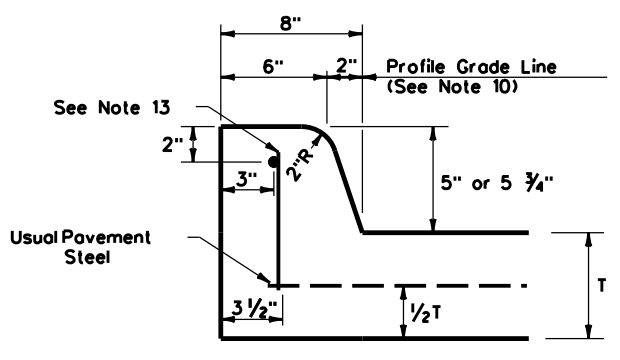 8"
6"
2"
Profile Grade Line
(See Note 10)
See Note 13
2"
3"
2"R
5" or 5 ¾"
Usual Pavement
Steel
3 ½"
½T
T